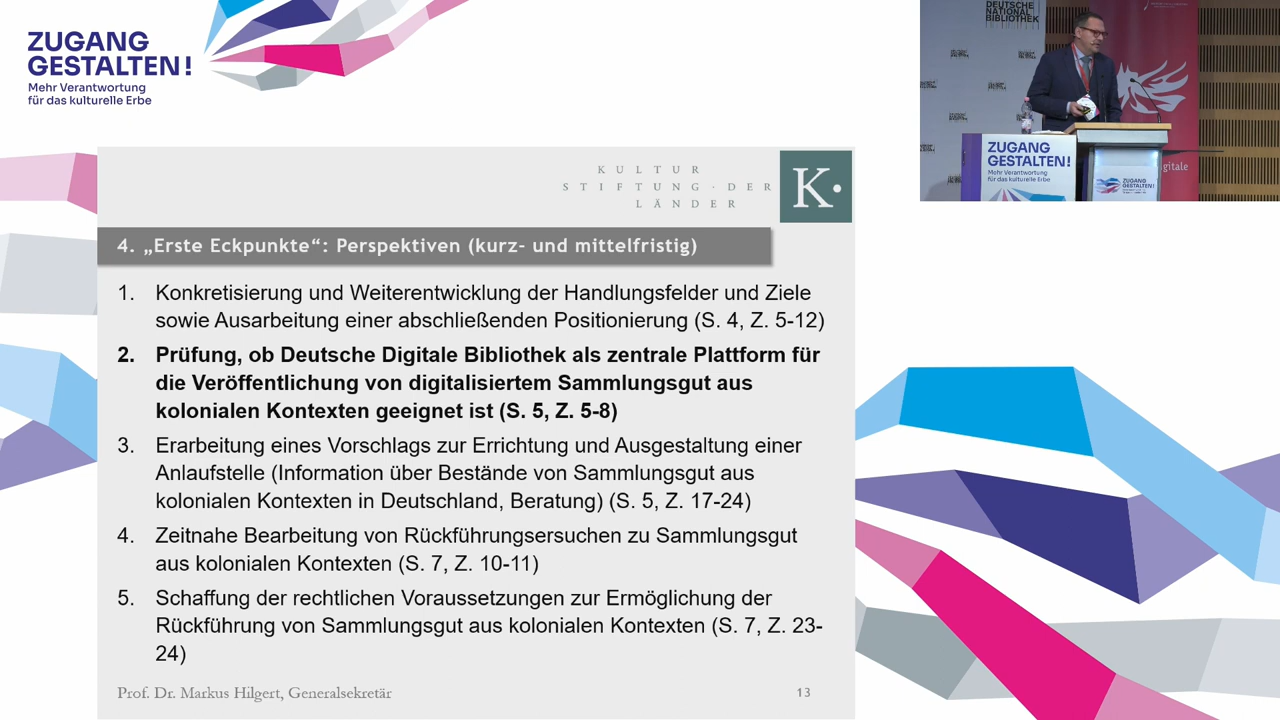 ZUGANG
GESTALTEN!
Mehr Verantwortung
für das kulturelle Erbe
DEUTSCHE
NATIONAL
BIBLIOTHEK
ZUGANG
GESTALTEN!
Mehr Verantwortung
für das kulturelle Erbe
ZUGANG
GESTALTEN!
KULTUR
STIFTUNG · DER
LÄNDER
K·
4. „Erste Eckpunkte“: Perspektiven (kurz- und mittelfristig)
1. Konkretisierung und Weiterentwicklung der Handlungsfelder und Ziele
sowie Ausarbeitung einer abschließenden Positionierung (S. 4, Z. 5-12)
2. Prüfung, ob Deutsche Digitale Bibliothek als zentrale Plattform für
die Veröffentlichung von digitalisiertem Sammlungsgut aus
kolonialen Kontexten geeignet ist (S. 5, Z. 5-8)
3. Erarbeitung eines Vorschlags zur Errichtung und Ausgestaltung einer
Anlaufstelle (Information über Bestände von Sammlungsgut aus
kolonialen Kontexten in Deutschland, Beratung) (S. 5, Z. 17-24)
4. Zeitnahe Bearbeitung von Rückführungsersuchen zu Sammlungsgut
aus kolonialen Kontexten (S. 7, Z. 10-11)
5. Schaffung der rechtlichen Voraussetzungen zur Ermöglichung der
Rückführung von Sammlungsgut aus kolonialen Kontexten (S. 7, Z. 23-
24)
Prof. Dr. Markus Hilgert, Generalsekretär
13